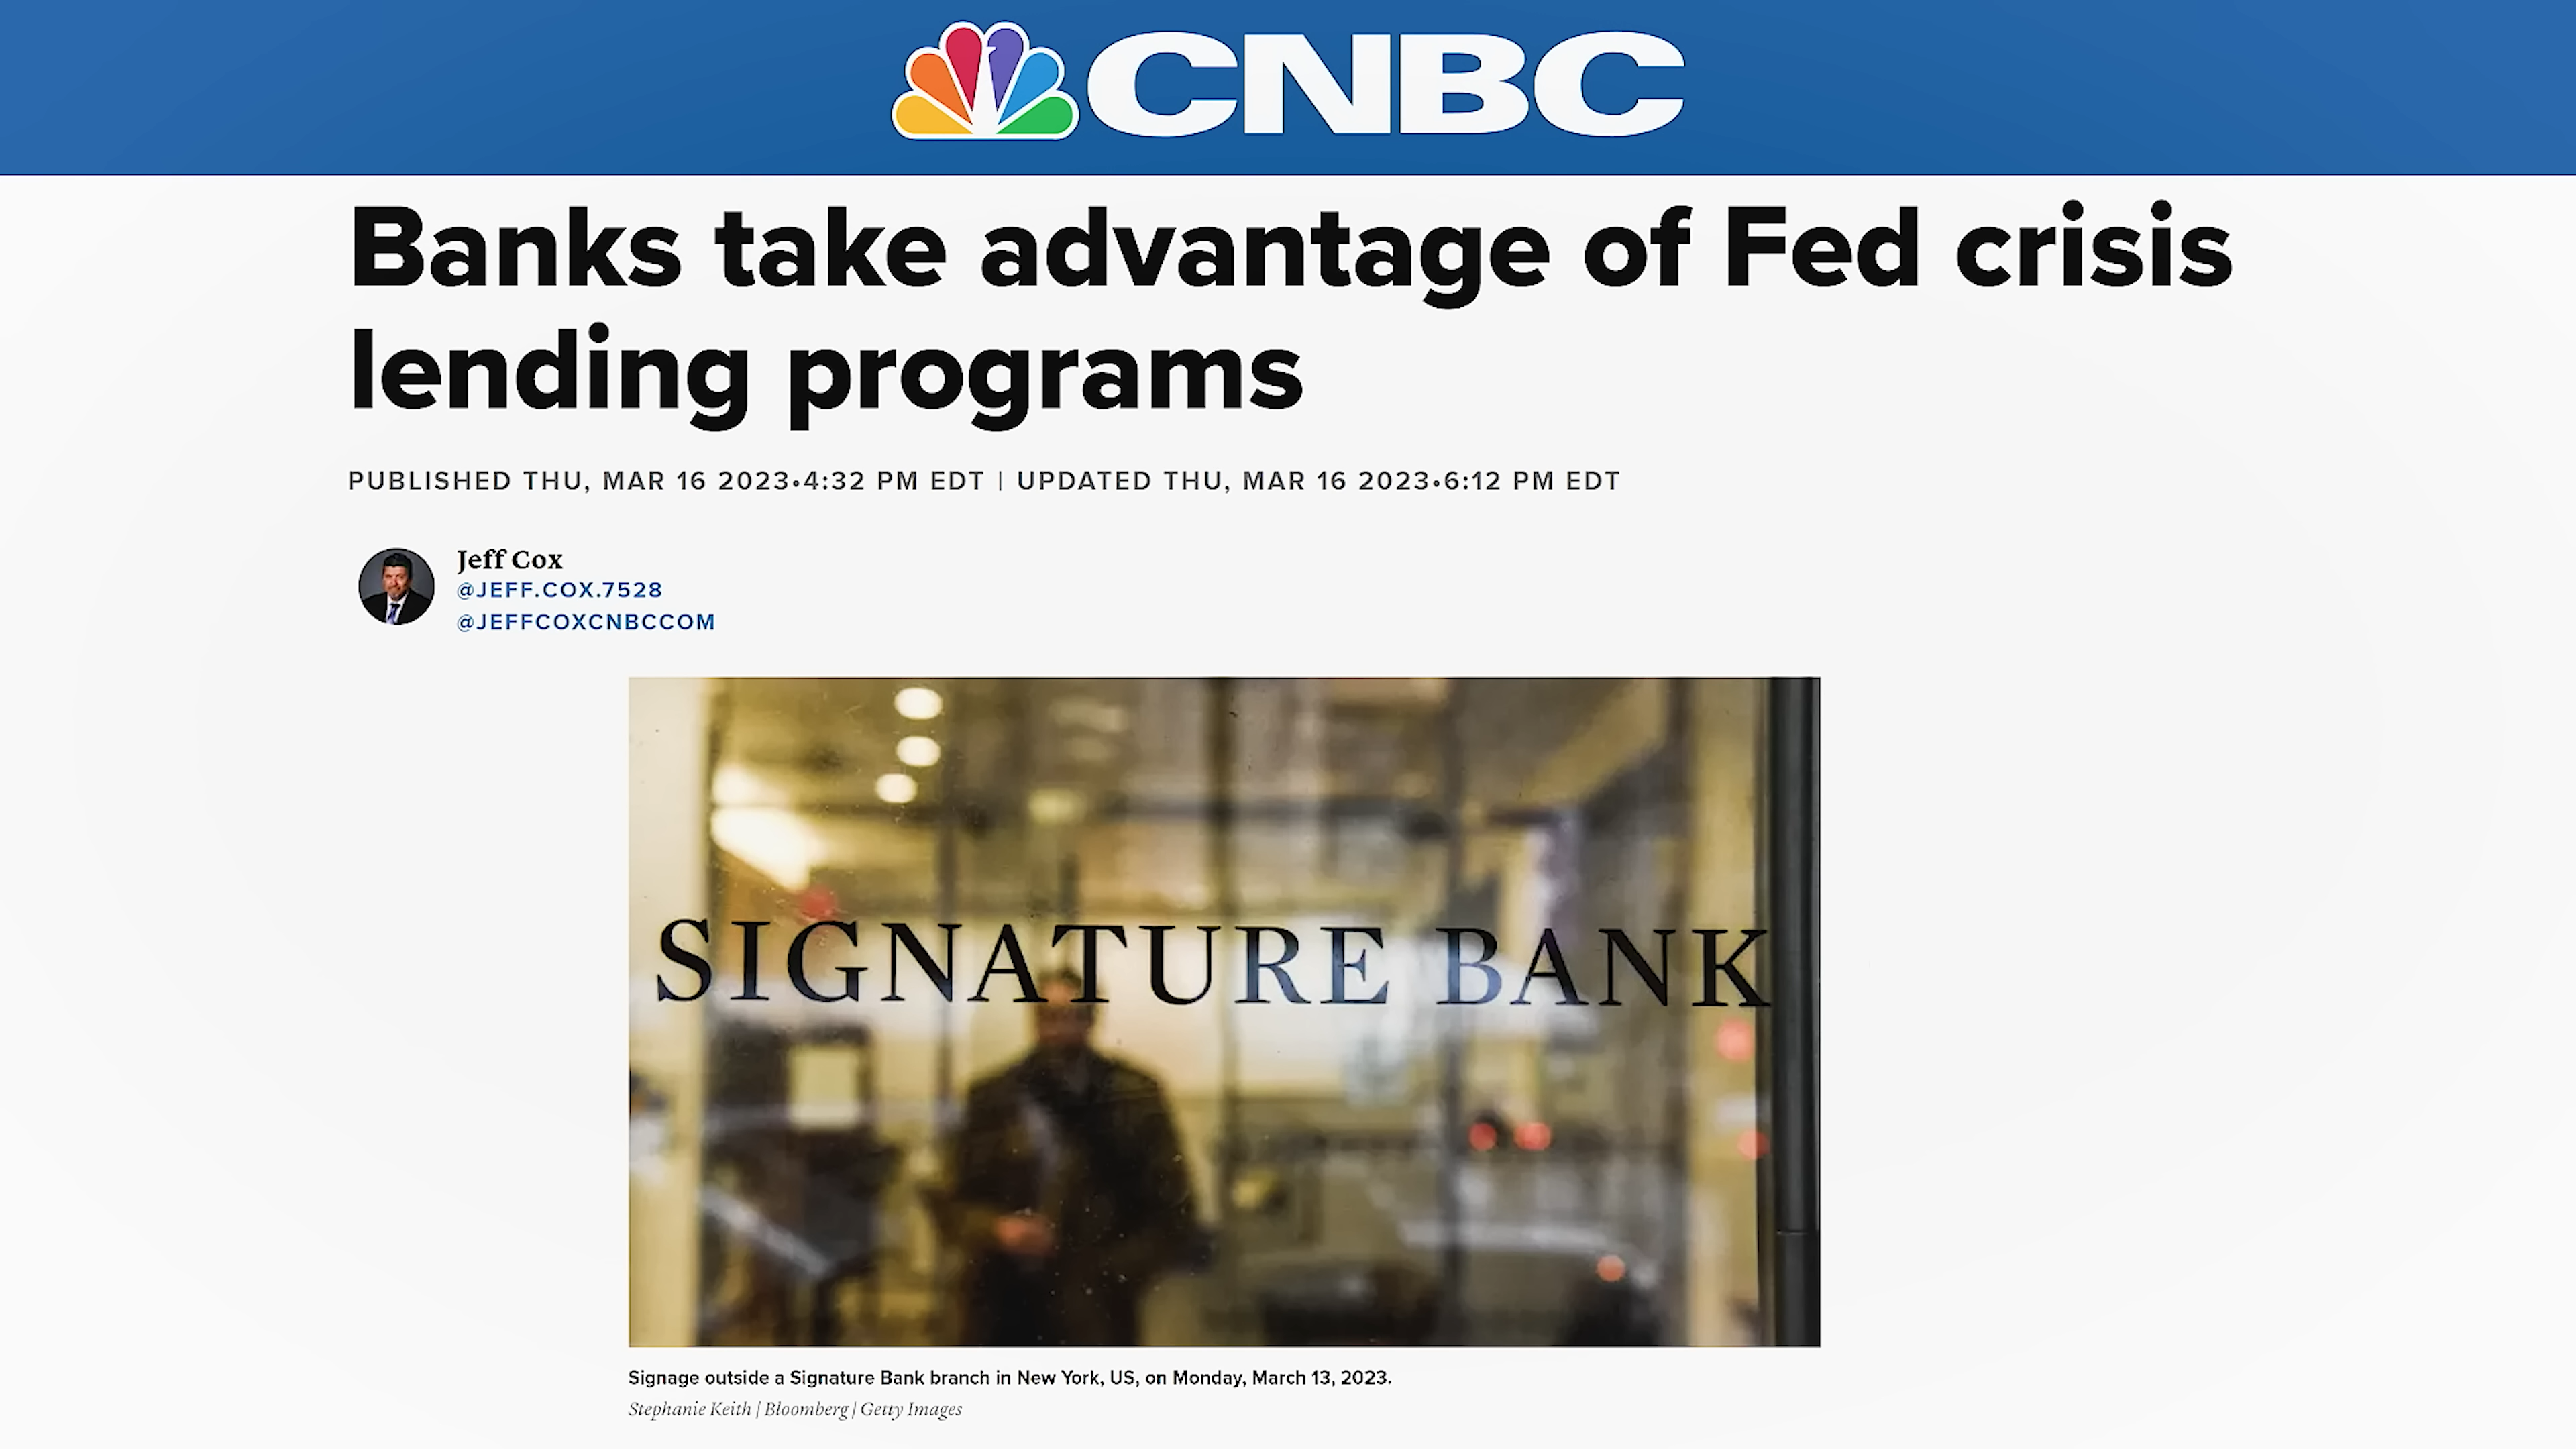 CNBC
Banks take advantage of Fed crisis
lending programs
PUBLISHED THU, MAR 16 2023•4:32 PM EDT | UPDATED THU, MAR 16 2023•6:12 PM EDT
Jeff Cox
@JEFF.COX.7528
@JEFFCOXCNBCCOM
SIGNATURE BANK
Signage outside a Signature Bank branch in New York, US, on Monday, March 13, 2023.
Stephanie Keith | Bloomberg | Getty Images